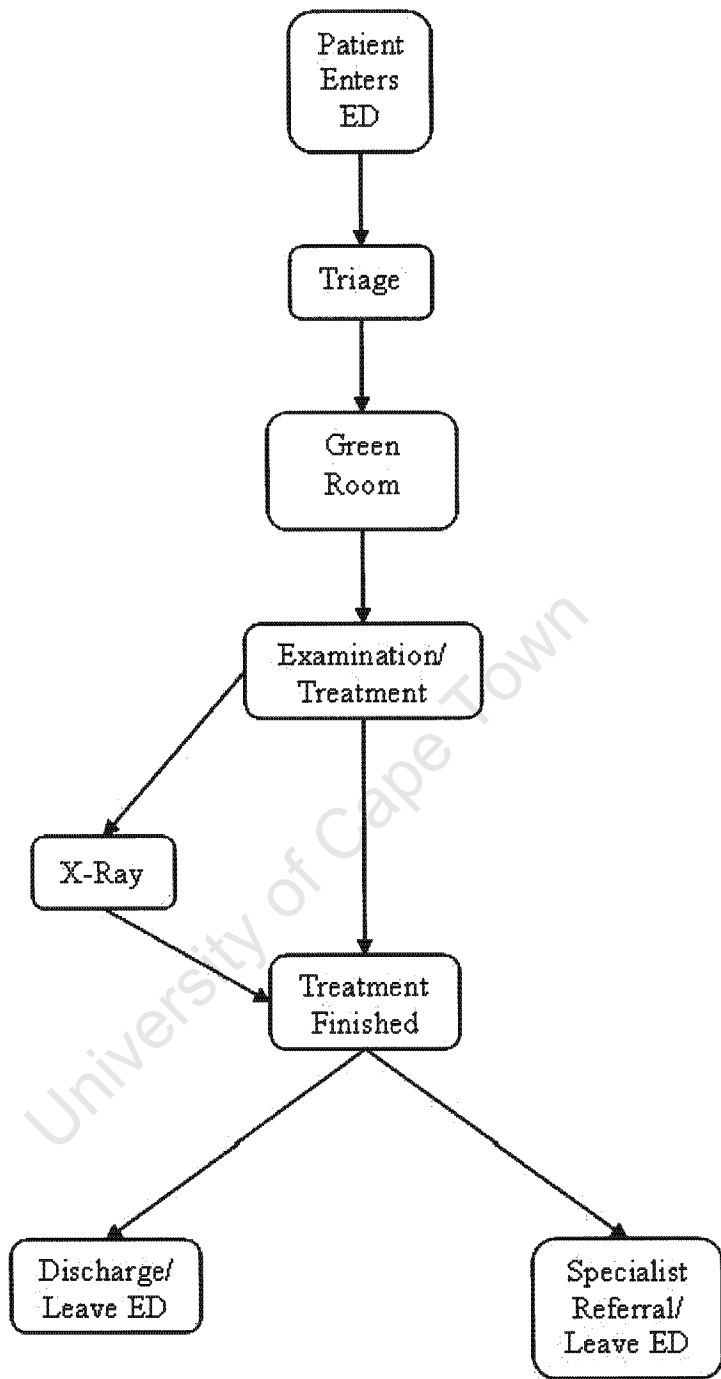 Patient
Enters
ED
Triage
Green
Room
Examination/
Treatment
X-Ray
Treatment
Finished
Discharge/
Leave ED
Specialist
Referral/
Leave ED
University of Cape Town